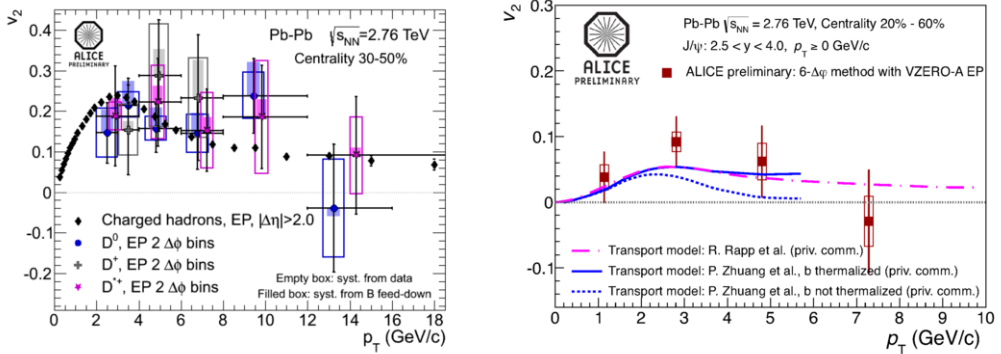 v₂
0.4
0.3
0.2
0.1
0
-0.1
-0.2
ALICE
PRELIMINARY
Pb-Pb √sNN=2.76 TeV
Centrality 30-50%
Charged hadrons, EP, |Δη|>2.0
D⁰, EP 2 Δϕ bins
D⁺, EP 2 Δϕ bins
D*⁺, EP 2 Δϕ bins
Empty box: syst. from data
Filled box: syst. from B feed-down
0 2 4 6 8 10 12 14 16 18
pT (GeV/c)
v₂
0.3
0.2
0.1
0.0
-0.1
ALICE
PRELIMINARY
Pb-Pb √sNN = 2.76 TeV, Centrality 20% - 60%
J/ψ: 2.5 < y < 4.0, pT ≥ 0 GeV/c
ALICE preliminary: 6-Δφ method with VZERO-A EP
Transport model: R. Rapp et al. (priv. comm.)
Transport model: P. Zhuang et al., b thermalized (priv. comm.)
Transport model: P. Zhuang et al., b not thermalized (priv. comm.)
0 1 2 3 4 5 6 7 8 9 10
pT (GeV/c)